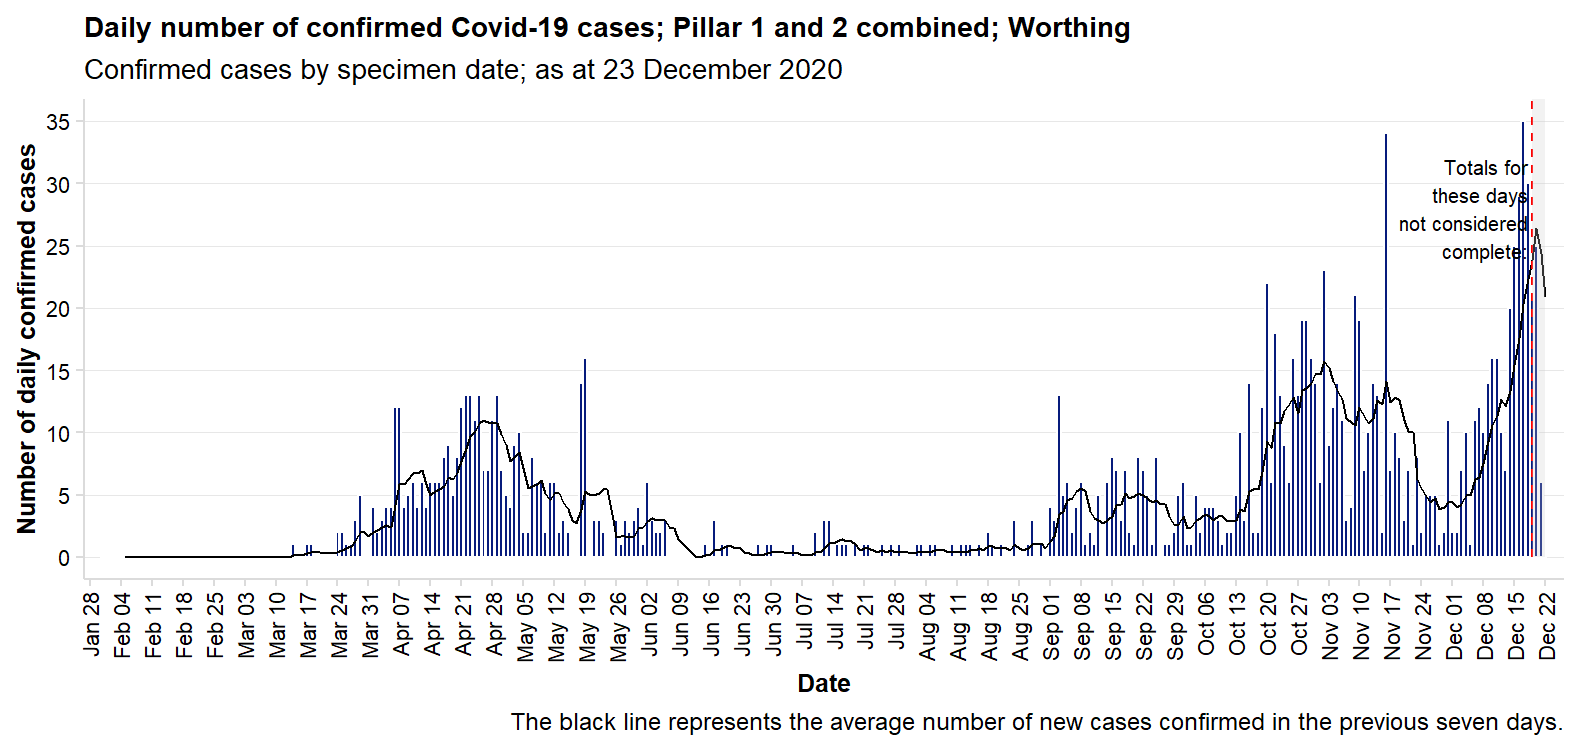 Daily number of confirmed Covid-19 cases; Pillar 1 and 2 combined; Worthing
Confirmed cases by specimen date; as at 23 December 2020
Number of daily confirmed cases
35
30
25
20
15
10
5
0
Totals for
these days
not considered
complete.
Jan 28
Feb 04
Feb 11
Feb 18
Feb 25
Mar 03
Mar 10
Mar 17
Mar 24
Mar 31
Apr 07
Apr 14
Apr 21
Apr 28
May 05
May 12
May 19
May 26
Jun 02
Jun 09
Jun 16
Jun 23
Jun 30
Jul 07
Jul 14
Jul 21
Jul 28
Aug 04
Aug 11
Aug 18
Aug 25
Sep 01
Sep 08
Sep 15
Sep 22
Sep 29
Oct 06
Oct 13
Oct 20
Oct 27
Nov 03
Nov 10
Nov 17
Nov 24
Dec 01
Dec 08
Dec 15
Dec 22
Date
The black line represents the average number of new cases confirmed in the previous seven days.